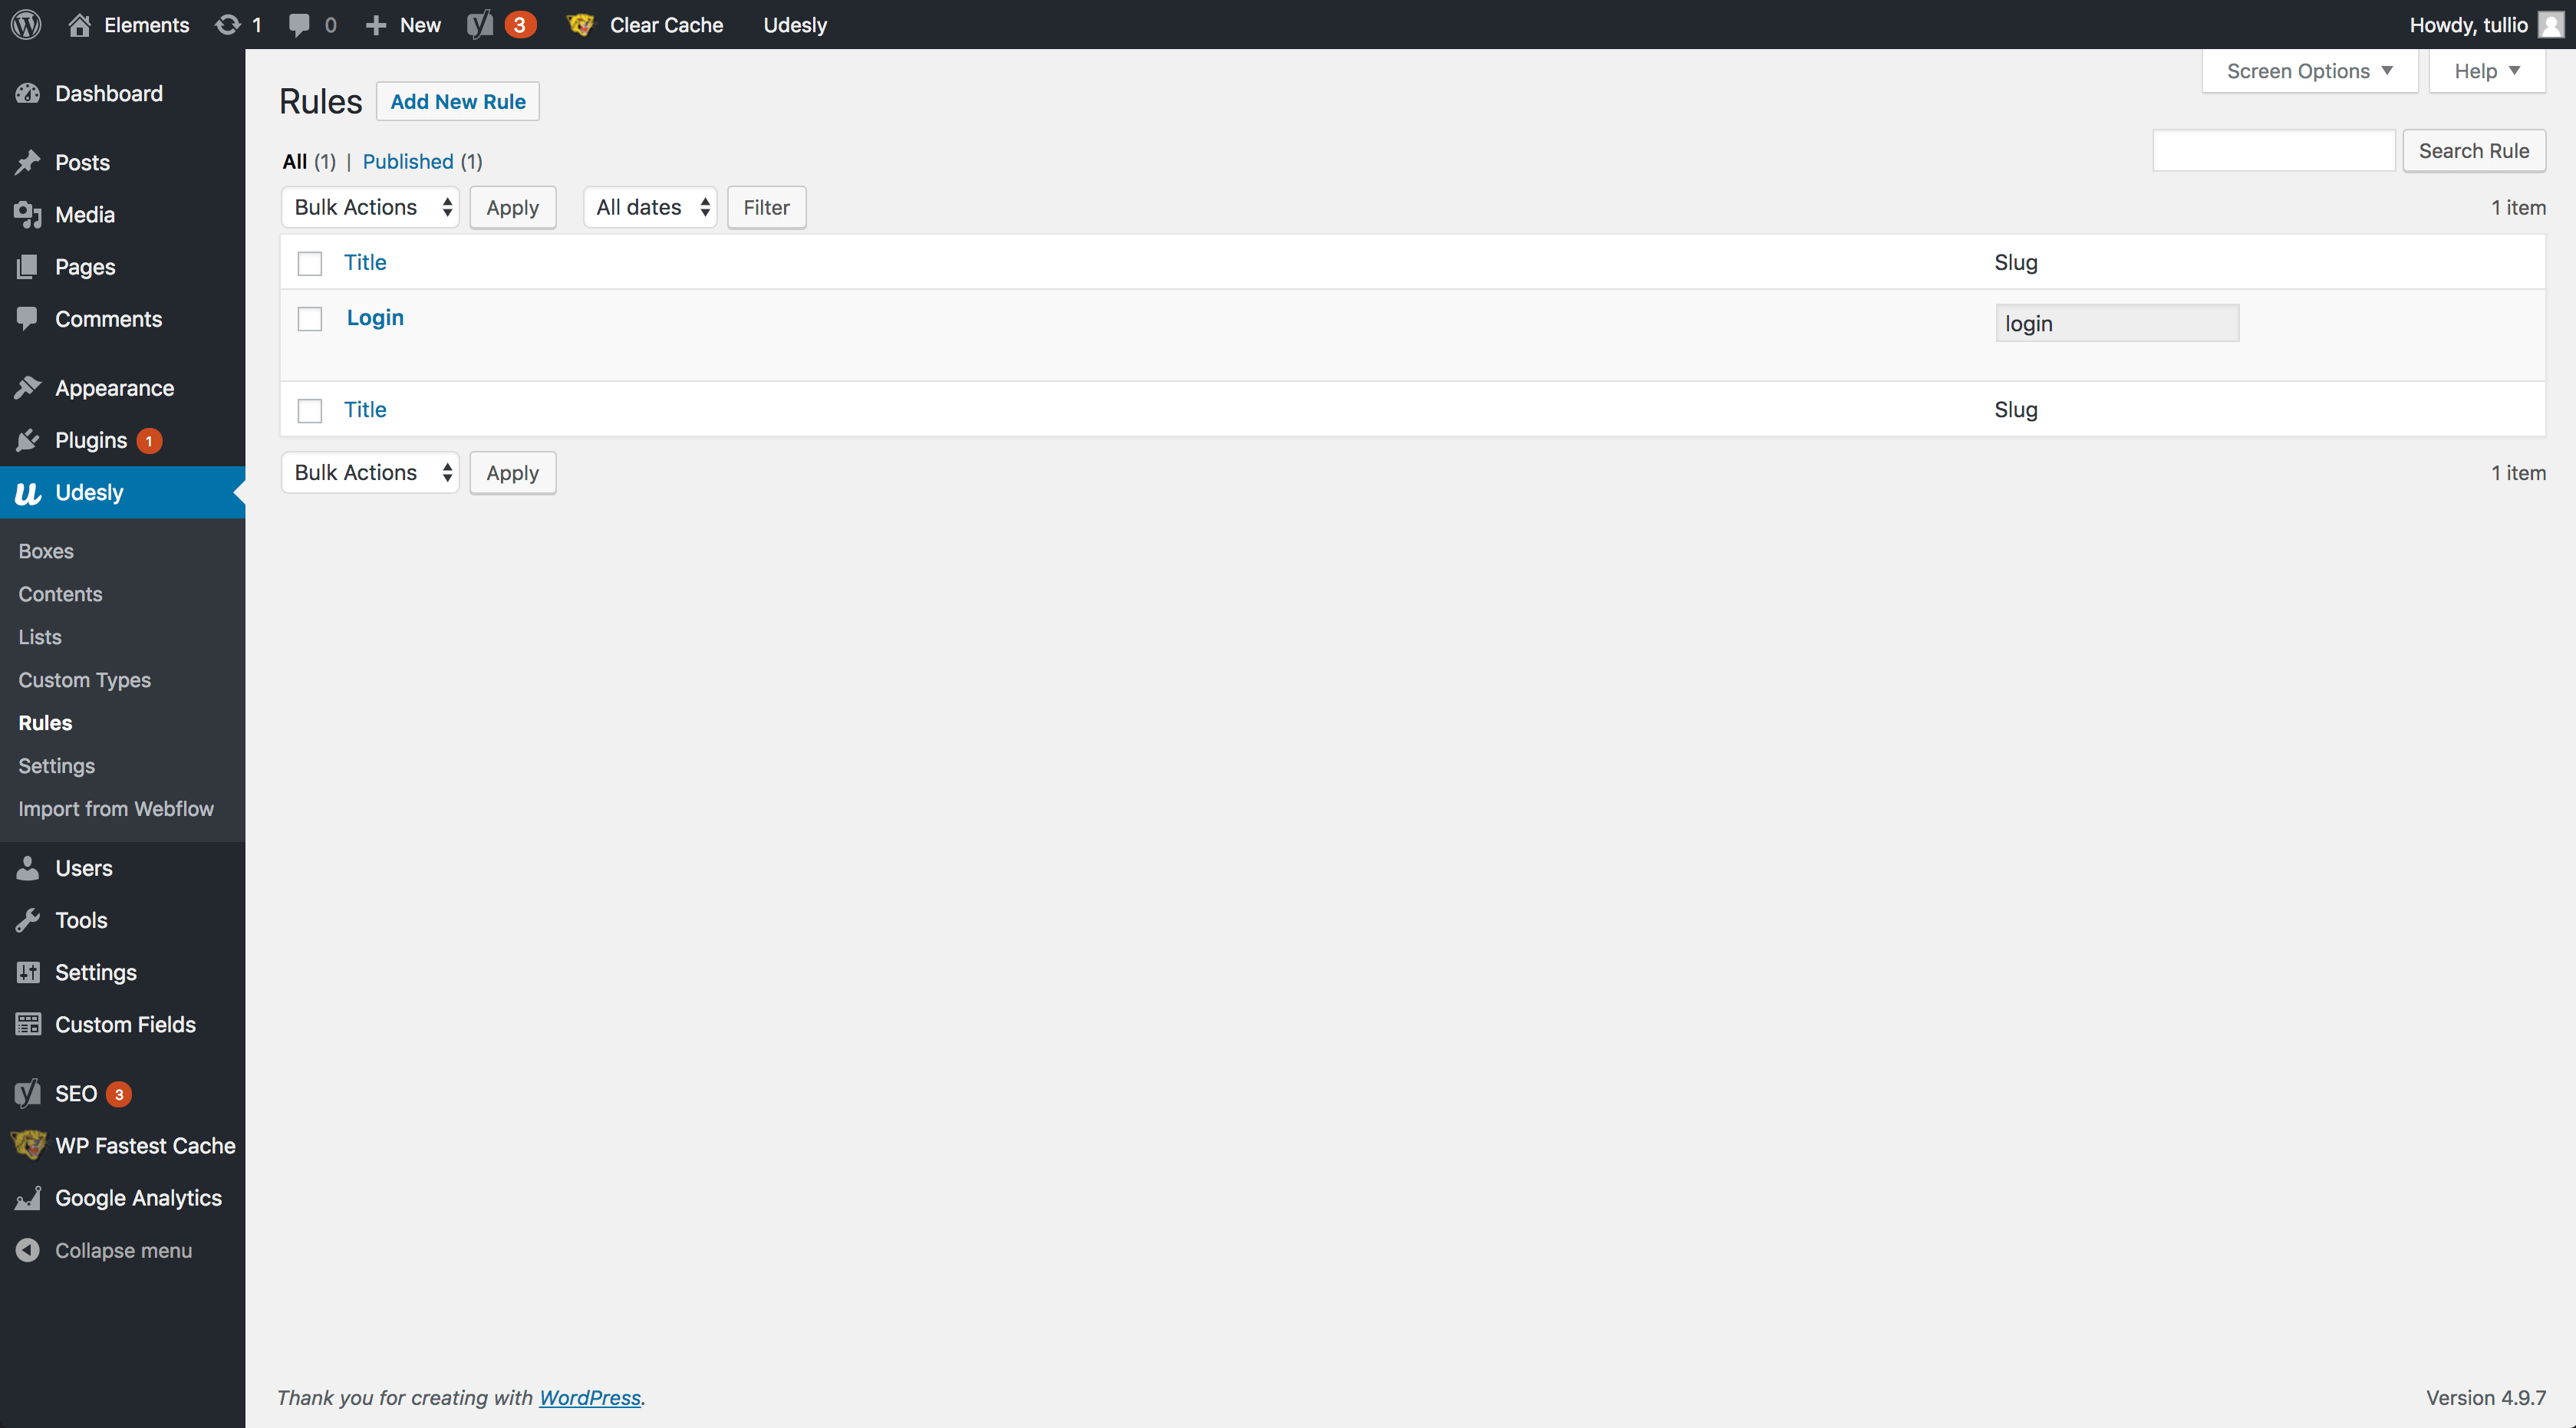 Elements 1 0 New 3 Clear Cache Udesly Howdy, tullio
Screen Options Help
Dashboard
Posts
Media
Pages
Comments
Appearance
Plugins 1
Udesly
Boxes
Contents
Lists
Custom Types
Rules
Settings
Import from Webflow
Users
Tools
Settings
Custom Fields
SEO 3
WP Fastest Cache
Google Analytics
Collapse menu
Rules Add New Rule
All (1) | Published (1)
Search Rule
Bulk Actions Apply All dates Filter 1 item
Title Slug
Login login
Title Slug
Bulk Actions Apply 1 item
Thank you for creating with WordPress. Version 4.9.7